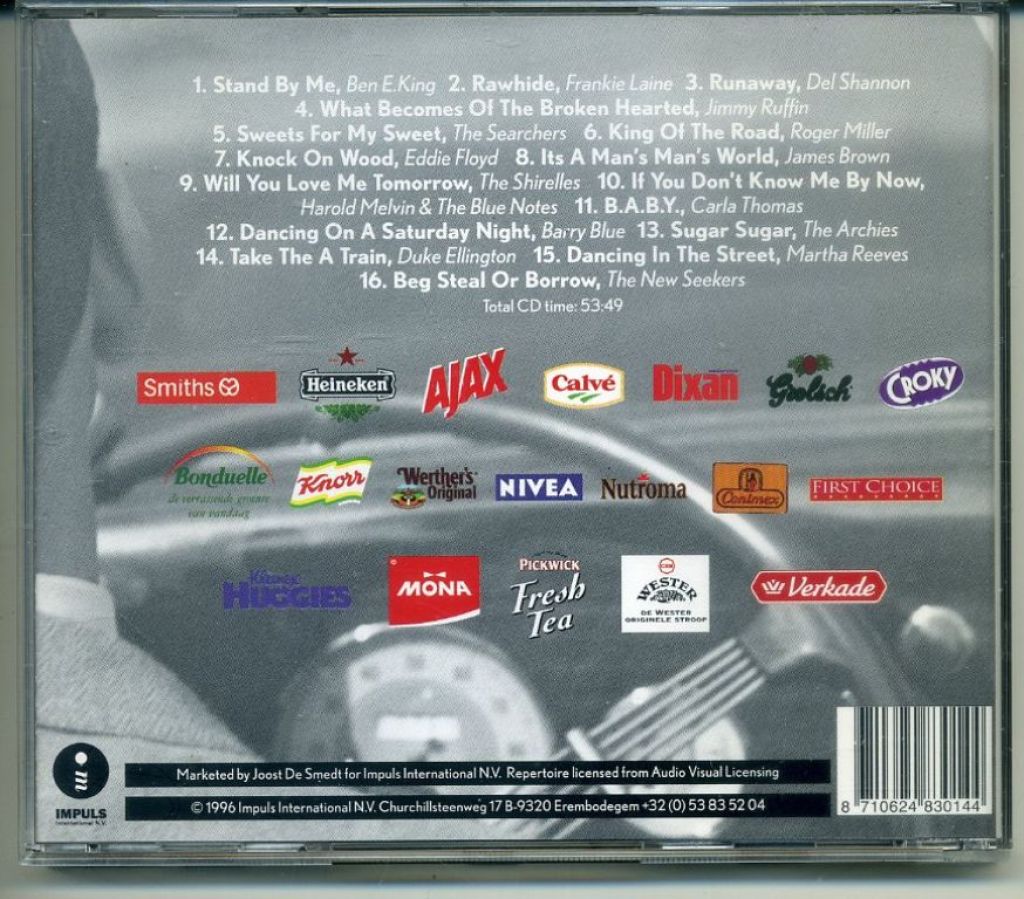 1. Stand By Me, Ben E.King 2. Rawhide, Frankie Laine 3. Runaway, Del Shannon
4. What Becomes Of The Broken Hearted, Jimmy Ruffin
5. Sweets For My Sweet, The Searchers 6. King Of The Road, Roger Miller
7. Knock On Wood, Eddie Floyd 8. Its A Man's Man's World, James Brown
9. Will You Love Me Tomorrow, The Shirelles 10. If You Don't Know Me By Now,
Harold Melvin & The Blue Notes 11. B.A.B.Y., Carla Thomas
12. Dancing On A Saturday Night, Barry Blue 13. Sugar Sugar, The Archies
14. Take The A Train, Duke Ellington 15. Dancing In The Street, Martha Reeves
16. Beg Steal Or Borrow, The New Seekers
Total CD time: 53:49
Smiths Heineken AJAX Calvé Dixan Grolsch CROKY
Bonduelle
de verrassende groente
van vandaag
Knorr
Werther's
Original
NIVEA Nutroma Conimex FIRST CHOICE
Kleenex
HUGGIES
MONA
PICKWICK
Fresh
Tea
WESTER
DE WESTER
ORIGINELE STROOP
Verkade
IMPULS
International N.V.
Marketed by Joost De Smedt for Impuls International N.V. Repertoire licensed from Audio Visual Licensing
© 1996 Impuls International N.V. Churchillsteenweg 17 B-9320 Erembodegem +32 (0) 53 83 52 04
8 710624 830144